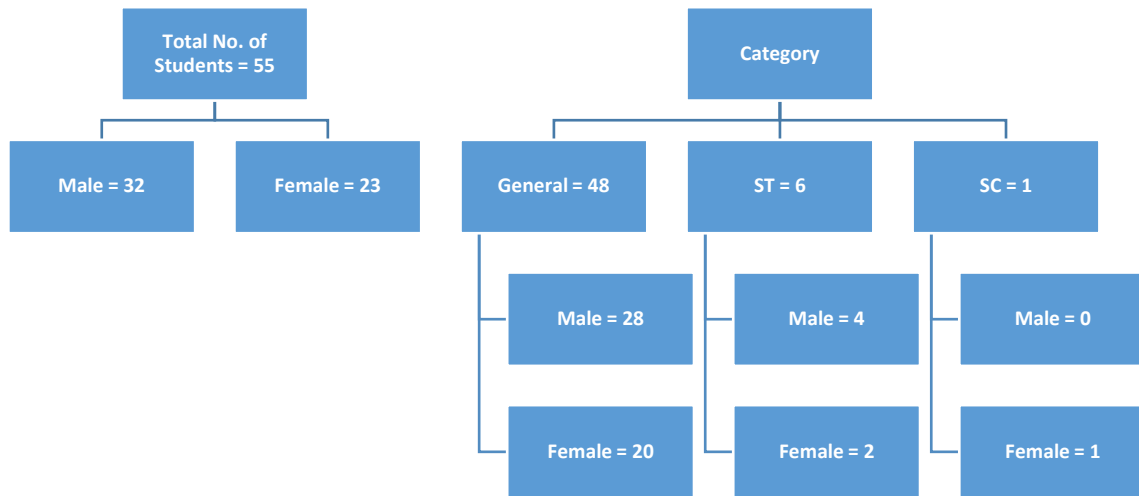 Total No. of
Students = 55
Category
Male = 32
Female = 23
General = 48
ST = 6
SC = 1
Male = 28
Male = 4
Male = 0
Female = 20
Female = 2
Female = 1